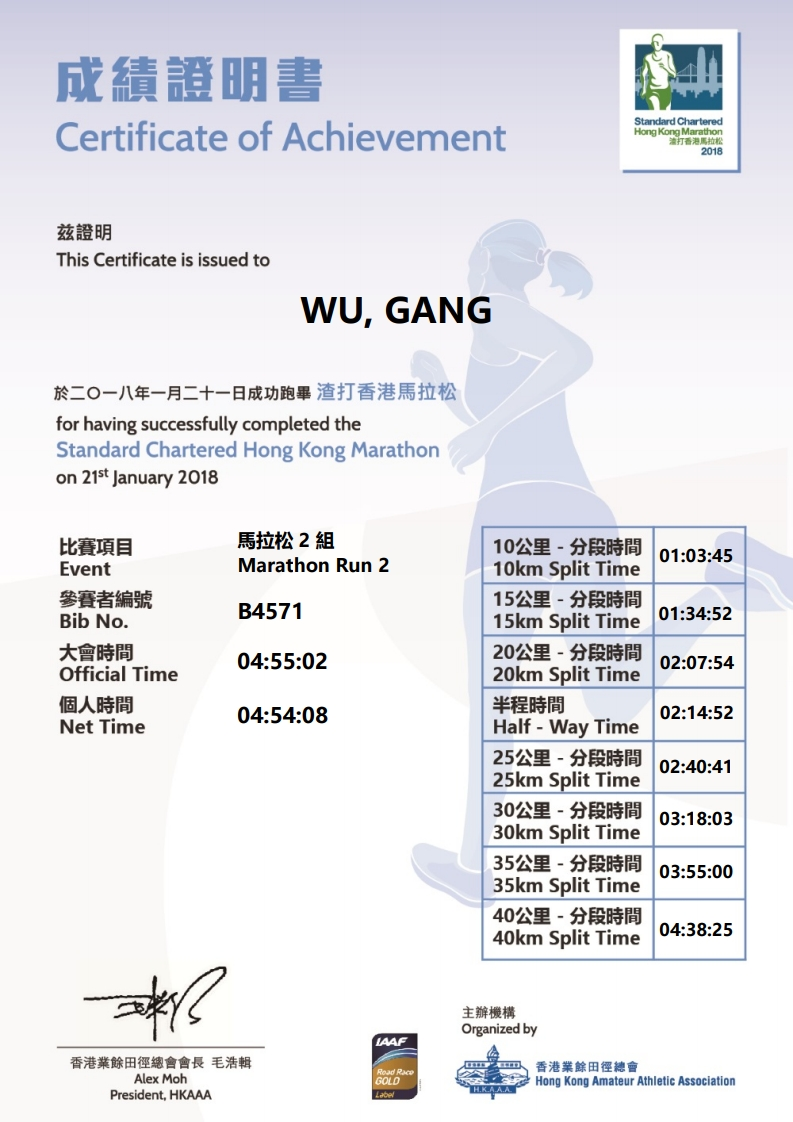 成績證明書
Certificate of Achievement
Standard Chartered
Hong Kong Marathon
渣打香港馬拉松
2018
茲證明
This Certificate is issued to
WU, GANG
於二○一八年一月二十一日成功跑畢 渣打香港馬拉松
for having successfully completed the
Standard Chartered Hong Kong Marathon
on 21st January 2018
比賽項目
Event
馬拉松 2 組
Marathon Run 2
參賽者編號
Bib No.
B4571
大會時間
Official Time
04:55:02
個人時間
Net Time
04:54:08
10公里 - 分段時間
10km Split Time
01:03:45
15公里 - 分段時間
15km Split Time
01:34:52
20公里 - 分段時間
20km Split Time
02:07:54
半程時間
Half - Way Time
02:14:52
25公里 - 分段時間
25km Split Time
02:40:41
30公里 - 分段時間
30km Split Time
03:18:03
35公里 - 分段時間
35km Split Time
03:55:00
40公里 - 分段時間
40km Split Time
04:38:25
香港業餘田徑總會會長 毛浩輯
Alex Moh
President, HKAAA
IAAF
Road Race
GOLD
Label
主辦機構
Organized by
H.K.A.A.A.
香港業餘田徑總會
Hong Kong Amateur Athletic Association